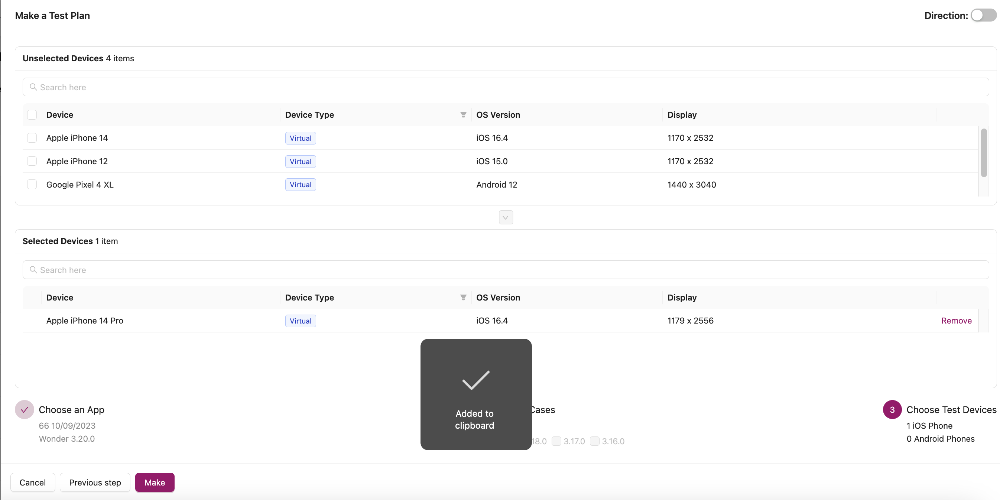 Make a Test Plan
Direction:
Unselected Devices 4 items
Search here
Device Device Type OS Version Display
Apple iPhone 14 Virtual iOS 16.4 1170 x 2532
Apple iPhone 12 Virtual iOS 15.0 1170 x 2532
Google Pixel 4 XL Virtual Android 12 1440 x 3040
Selected Devices 1 item
Search here
Device Device Type OS Version Display
Apple iPhone 14 Pro Virtual iOS 16.4 1179 x 2556 Remove
Added to
clipboard
Choose an App
66 10/09/2023
Wonder 3.20.0
Cases
18.0 3.17.0 3.16.0
3 Choose Test Devices
1 iOS Phone
0 Android Phones
Cancel Previous step Make